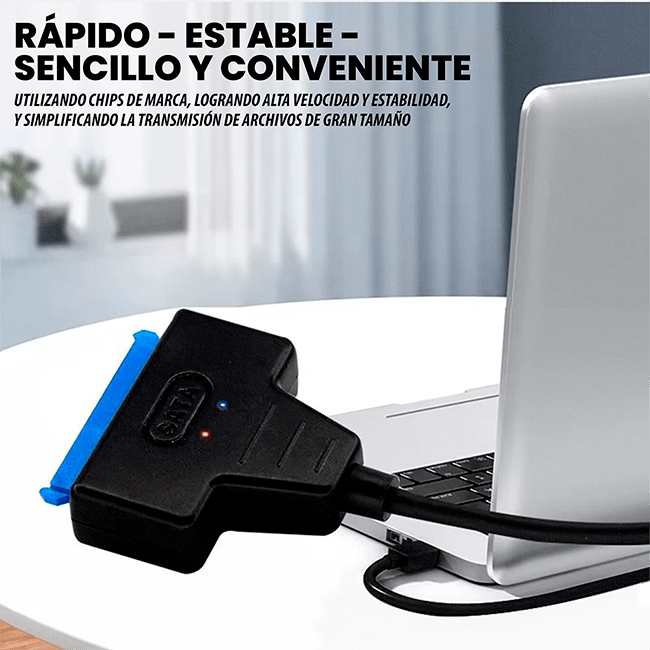 RÁPIDO – ESTABLE –
SENCILLO Y CONVENIENTE
UTILIZANDO CHIPS DE MARCA, LOGRANDO ALTA VELOCIDAD Y ESTABILIDAD,
Y SIMPLIFICANDO LA TRANSMISIÓN DE ARCHIVOS DE GRAN TAMAÑO
SATA